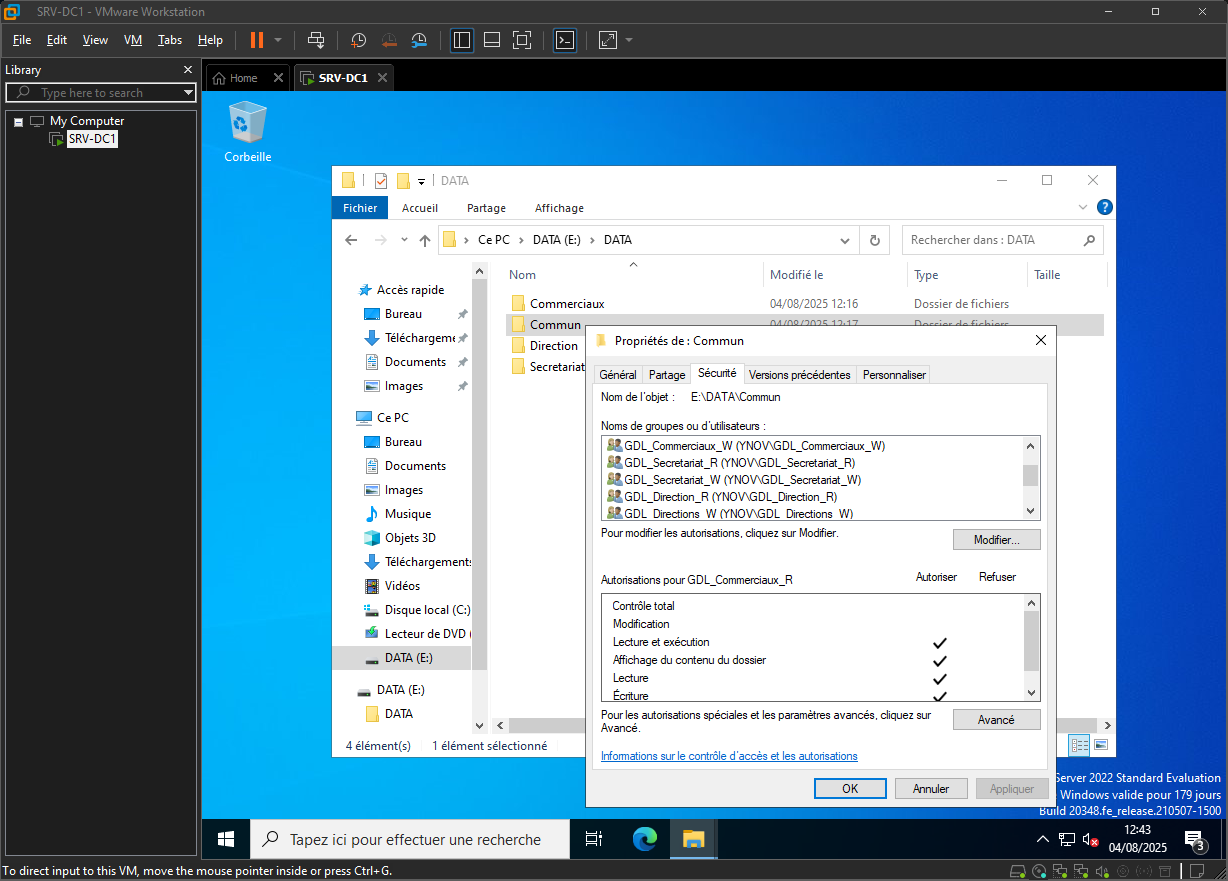 SRV-DC1 - VMware Workstation
File Edit View VM Tabs Help
Library
Type here to search
My Computer
SRV-DC1
Home
SRV-DC1
Corbeille
DATA
Fichier Accueil Partage Affichage
Ce PC DATA (E:) DATA
Rechercher dans : DATA
Nom Modifié le Type Taille
Commerciaux 04/08/2025 12:16 Dossier de fichiers
Commun 04/08/2025 12:17 Dossier de fichiers
Direction
Secretariat
Accès rapide
Bureau
Téléchargeme
Documents
Images
Ce PC
Bureau
Documents
Images
Musique
Objets 3D
Téléchargements
Vidéos
Disque local (C:)
Lecteur de DVD (
DATA (E:)
DATA (E:)
DATA
4 élément(s) 1 élément sélectionné
Propriétés de : Commun
Général Partage Sécurité Versions précédentes Personnaliser
Nom de l'objet : E:\DATA\Commun
Noms de groupes ou d'utilisateurs :
GDL_Commerciaux_W (YNOV\GDL_Commerciaux_W)
GDL_Secretariat_R (YNOV\GDL_Secretariat_R)
GDL_Secretariat_W (YNOV\GDL_Secretariat_W)
GDL_Direction_R (YNOV\GDL_Direction_R)
GDL_Directions_W (YNOV\GDL_Directions_W)
Pour modifier les autorisations, cliquez sur Modifier.
Modifier...
Autorisations pour GDL_Commerciaux_R Autoriser Refuser
Contrôle total
Modification
Lecture et exécution
Affichage du contenu du dossier
Lecture
Écriture
Pour les autorisations spéciales et les paramètres avancés, cliquez sur
Avancé.
Avancé
Informations sur le contrôle d'accès et les autorisations
OK Annuler Appliquer
Server 2022 Standard Evaluation
Windows valide pour 179 jours
Build 20348.fe_release.210507-1500
Tapez ici pour effectuer une recherche
12:43
04/08/2025
3
To direct input to this VM, move the mouse pointer inside or press Ctrl+G.